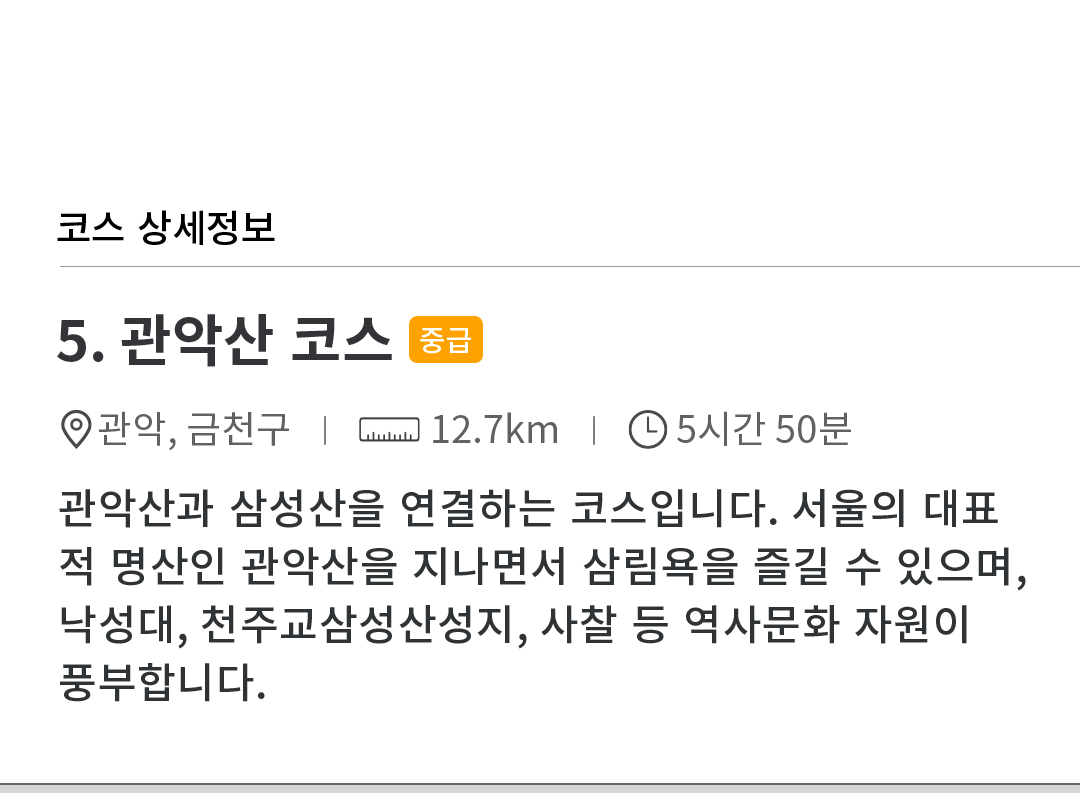 코스 상세정보
5. 관악산 코스 중급
관악, 금천구 | 12.7km | 5시간 50분
관악산과 삼성산을 연결하는 코스입니다. 서울의 대표
적 명산인 관악산을 지나면서 삼림욕을 즐길 수 있으며,
낙성대, 천주교삼성산성지, 사찰 등 역사문화 자원이
풍부합니다.